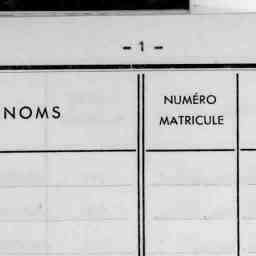 - 1 -
NOMS
NUMÉRO
MATRICULE